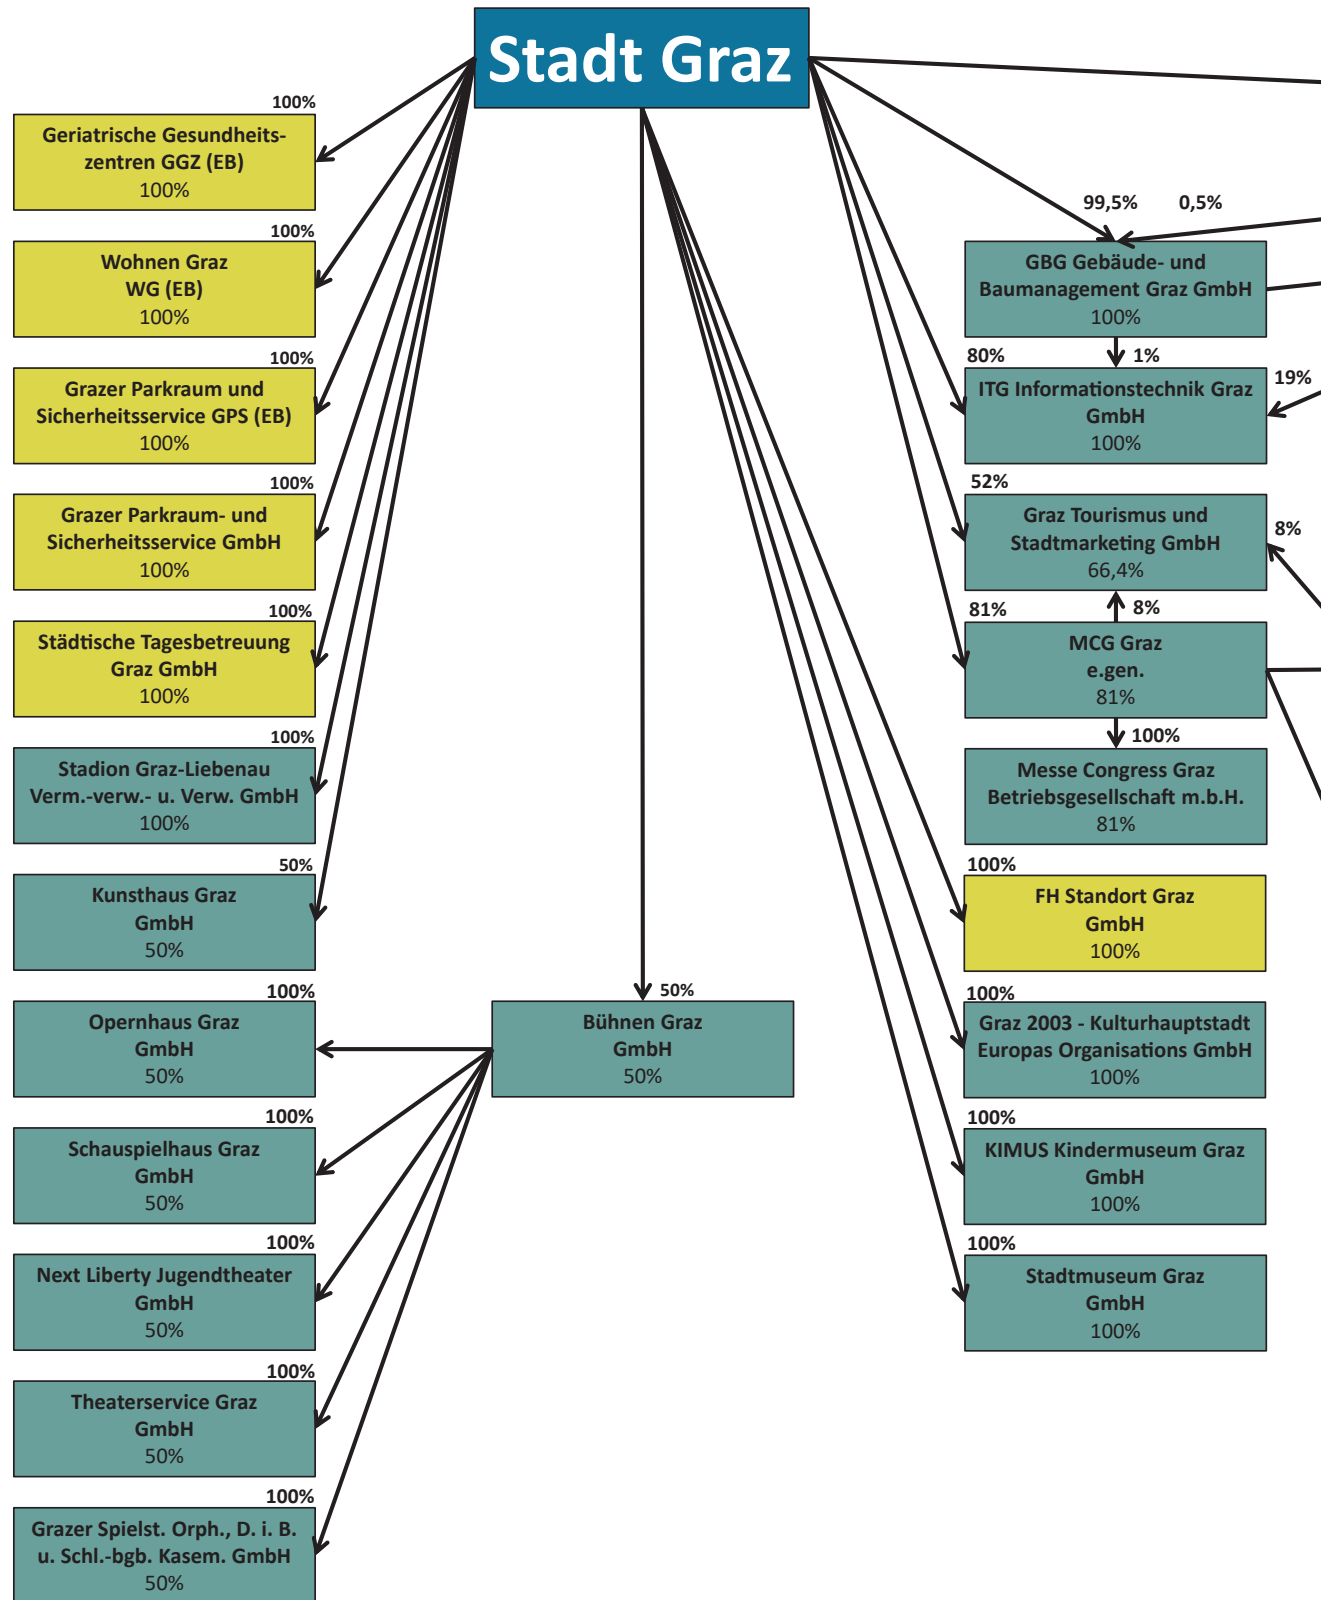 Stadt Graz
100%
Geriatrische Gesundheits-
zentren GGZ (EB)
100%
100%
Wohnen Graz
WG (EB)
100%
100%
Grazer Parkraum und
Sicherheitsservice GPS (EB)
100%
100%
Grazer Parkraum- und
Sicherheitsservice GmbH
100%
100%
Städtische Tagesbetreuung
Graz GmbH
100%
100%
Stadion Graz-Liebenau
Verm.-verw.- u. Verw. GmbH
100%
50%
Kunsthaus Graz
GmbH
50%
100%
Opernhaus Graz
GmbH
50%
100%
Schauspielhaus Graz
GmbH
50%
100%
Next Liberty Jugendtheater
GmbH
50%
100%
Theaterservice Graz
GmbH
50%
100%
Grazer Spielst. Orph., D. i. B.
u. Schl.-bgb. Kasem. GmbH
50%
50%
Bühnen Graz
GmbH
50%
99,5% 0,5%
GBG Gebäude- und
Baumanagement Graz GmbH
100%
80% 1% 19%
ITG Informationstechnik Graz
GmbH
100%
52%
Graz Tourismus und
Stadtmarketing GmbH
66,4%
8%
81% 8%
MCG Graz
e.gen.
81%
100%
Messe Congress Graz
Betriebsgesellschaft m.b.H.
81%
100%
FH Standort Graz
GmbH
100%
100%
Graz 2003 - Kulturhauptstadt
Europas Organisations GmbH
100%
100%
KIMUS Kindermuseum Graz
GmbH
100%
100%
Stadtmuseum Graz
GmbH
100%